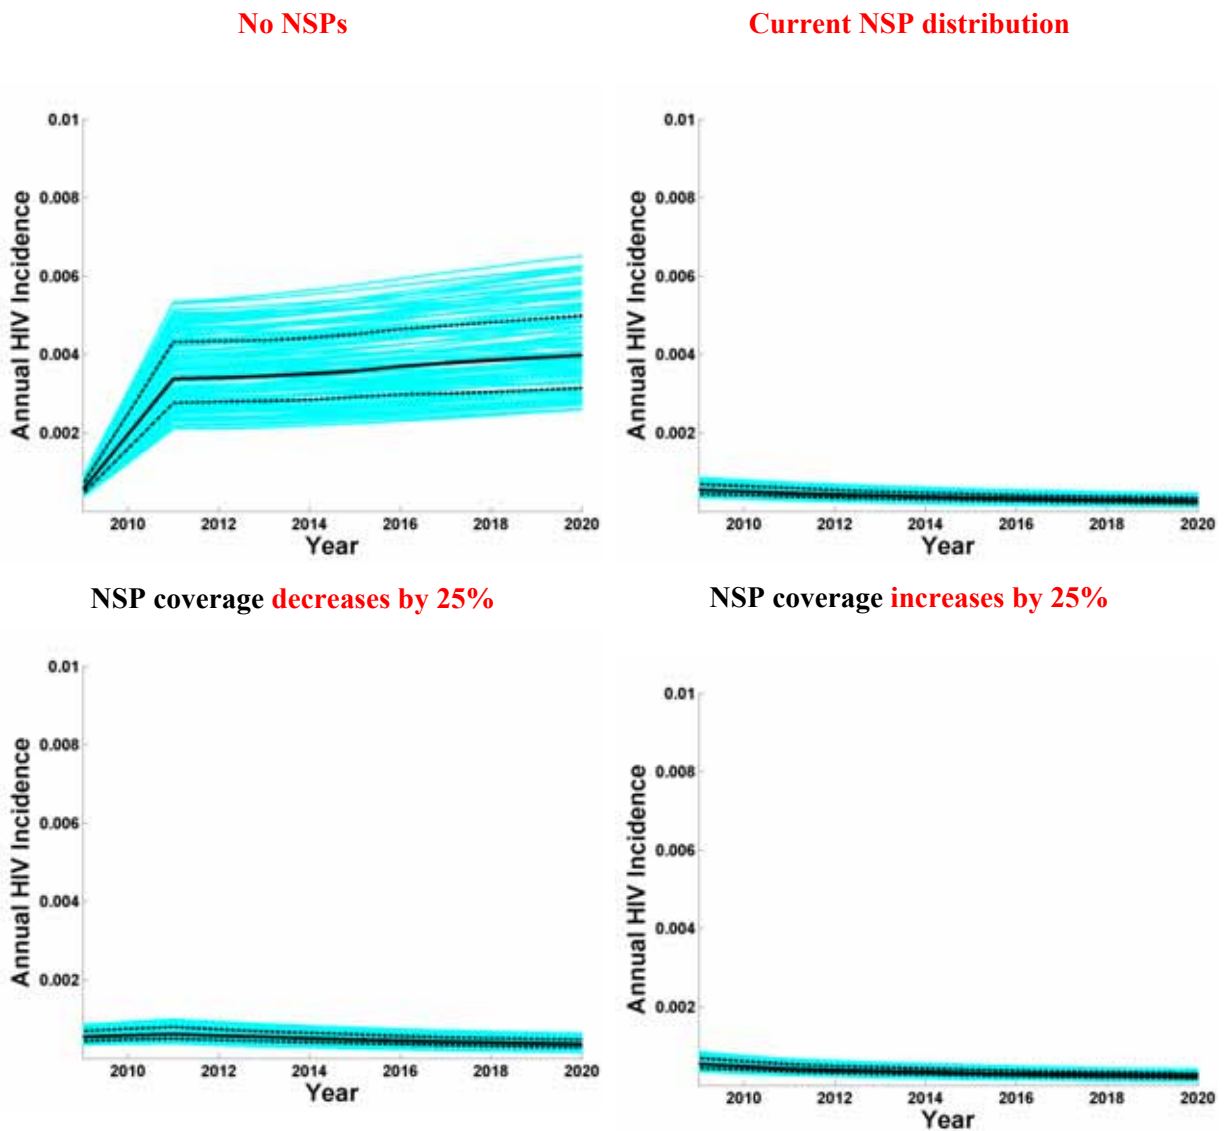 No NSPs
Current NSP distribution
Annual HIV Incidence
0.01
0.008
0.006
0.004
0.002
2010 2012 2014 2016 2018 2020
Year
Annual HIV Incidence
0.01
0.008
0.006
0.004
0.002
2010 2012 2014 2016 2018 2020
Year
NSP coverage decreases by 25%
NSP coverage increases by 25%
Annual HIV Incidence
0.01
0.008
0.006
0.004
0.002
2010 2012 2014 2016 2018 2020
Year
Annual HIV Incidence
0.01
0.008
0.006
0.004
0.002
2010 2012 2014 2016 2018 2020
Year